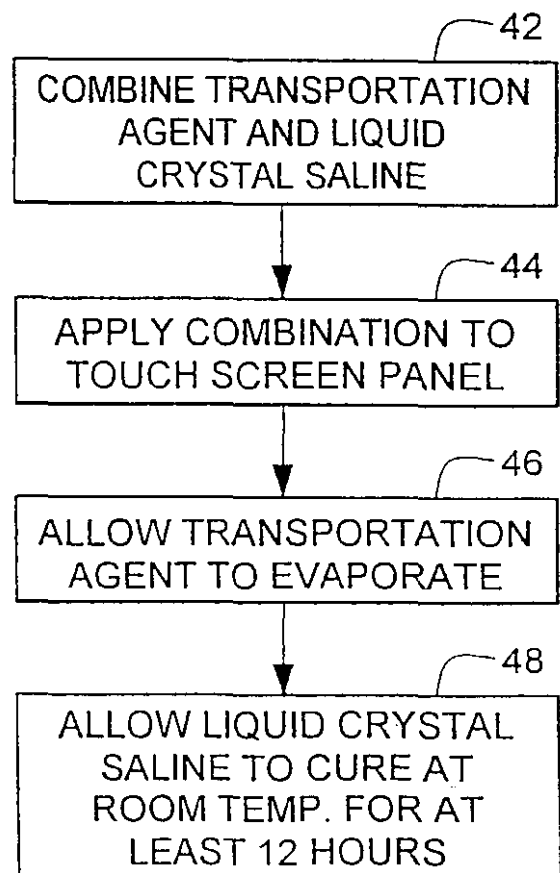 42
COMBINE TRANSPORTATION
AGENT AND LIQUID
CRYSTAL SALINE
44
APPLY COMBINATION TO
TOUCH SCREEN PANEL
46
ALLOW TRANSPORTATION
AGENT TO EVAPORATE
48
ALLOW LIQUID CRYSTAL
SALINE TO CURE AT
ROOM TEMP. FOR AT
LEAST 12 HOURS